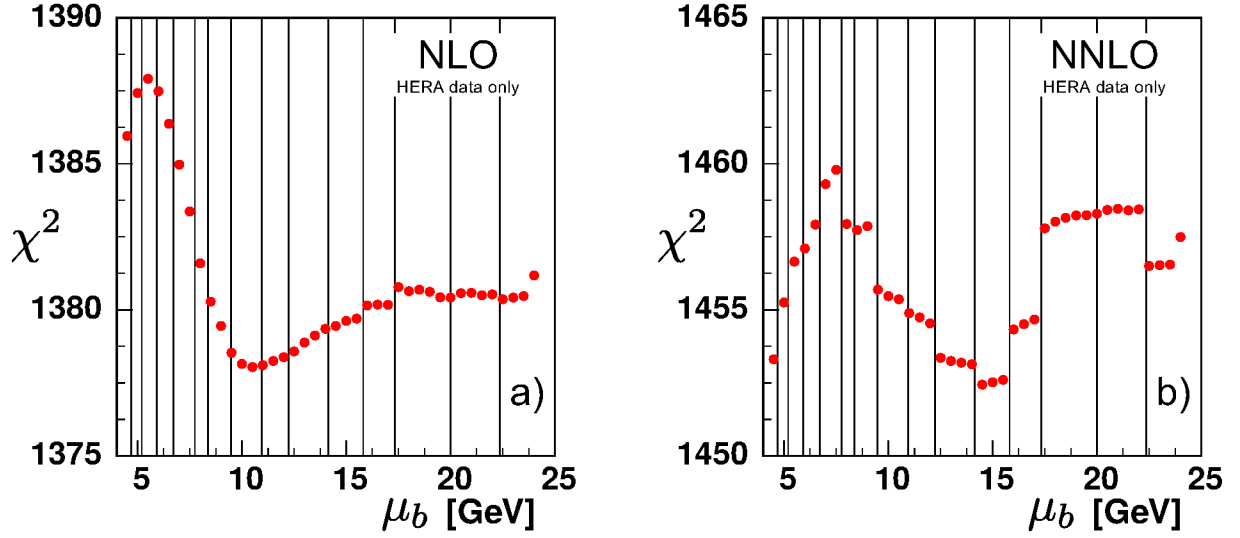 1390
1385
1380
1375
χ²
NLO
HERA data only
a)
5 10 15 20 25
μ_b [GeV]
1465
1460
1455
1450
χ²
NNLO
HERA data only
b)
5 10 15 20 25
μ_b [GeV]